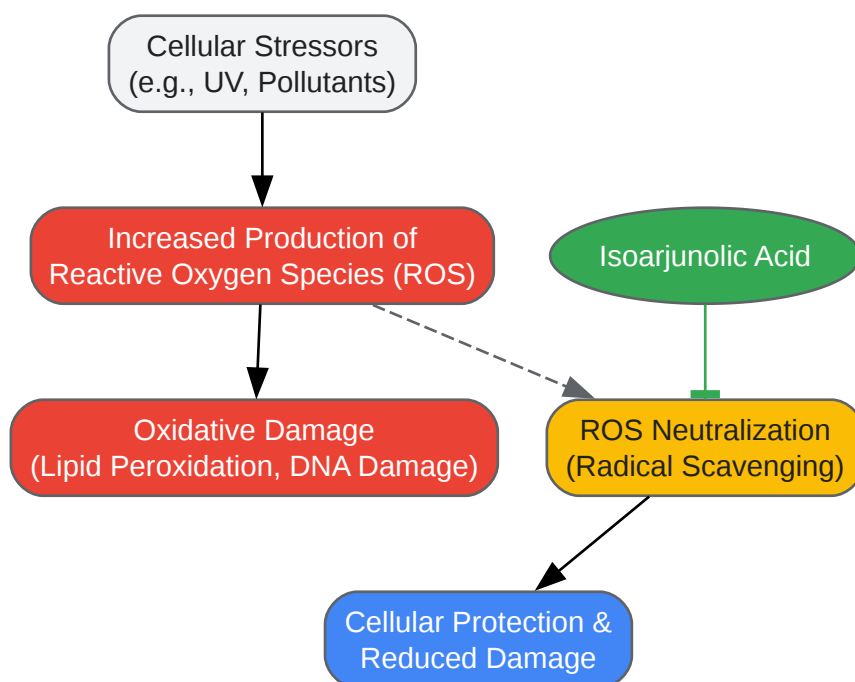 Cellular Stressors
(e.g., UV, Pollutants)
Increased Production of
Reactive Oxygen Species (ROS)
Isoarjunolic Acid
Oxidative Damage
(Lipid Peroxidation, DNA Damage)
ROS Neutralization
(Radical Scavenging)
Cellular Protection &
Reduced Damage